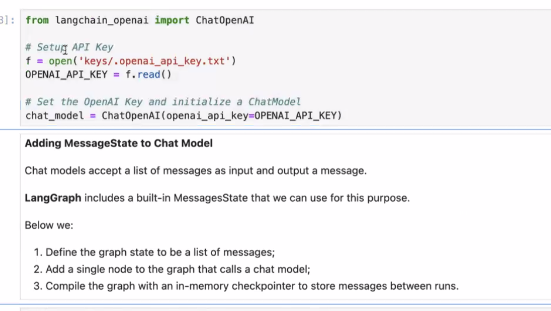 3]: from langchain_openai import ChatOpenAI
# Setup API Key
f = open('keys/.openai_api_key.txt')
OPENAI_API_KEY = f.read()
# Set the OpenAI Key and initialize a ChatModel
chat_model = ChatOpenAI(openai_api_key=OPENAI_API_KEY)
Adding MessageState to Chat Model
Chat models accept a list of messages as input and output a message.
LangGraph includes a built-in MessagesState that we can use for this purpose.
Below we:
1. Define the graph state to be a list of messages;
2. Add a single node to the graph that calls a chat model;
3. Compile the graph with an in-memory checkpointer to store messages between runs.